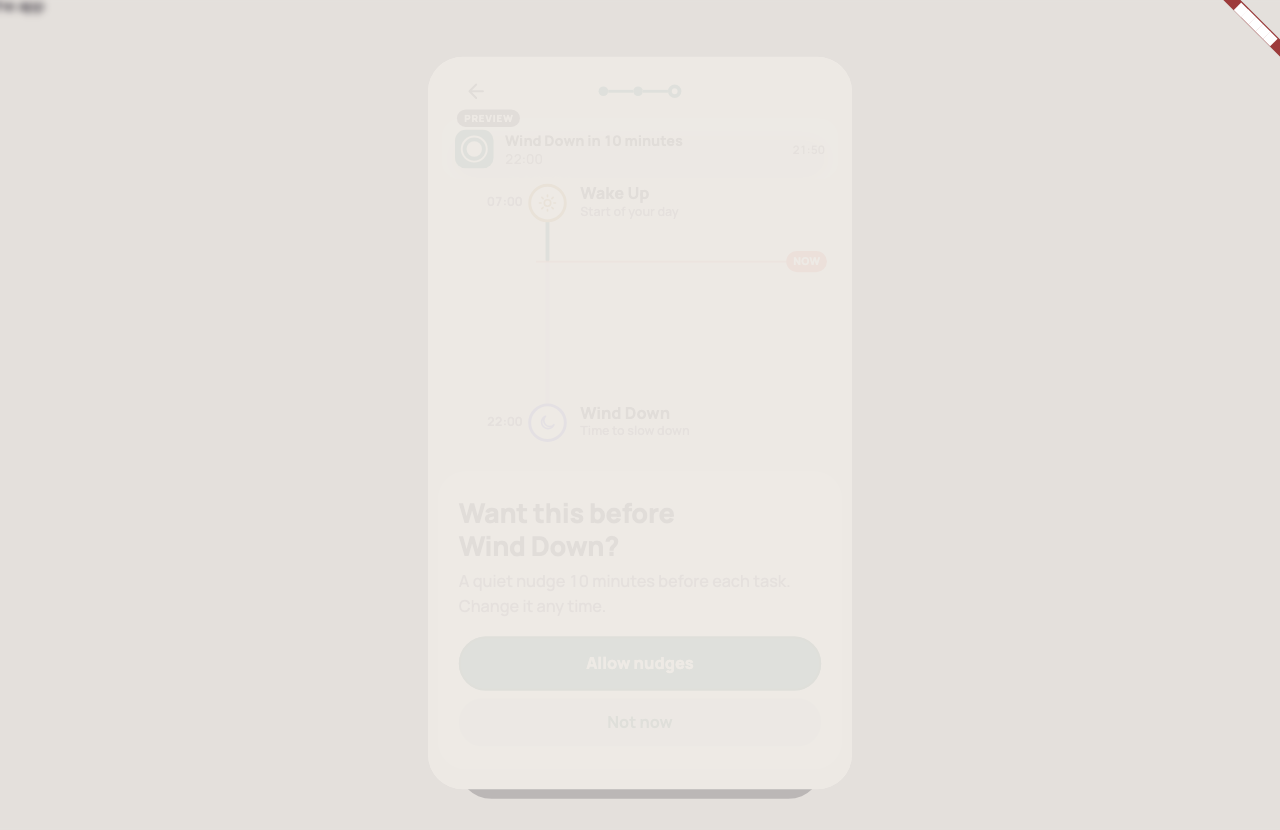 PREVIEW
Wind Down in 10 minutes
22:00
21:50
07:00
Wake Up
Start of your day
NOW
22:00
Wind Down
Time to slow down
Want this before
Wind Down?
A quiet nudge 10 minutes before each task.
Change it any time.
Allow nudges
Not now